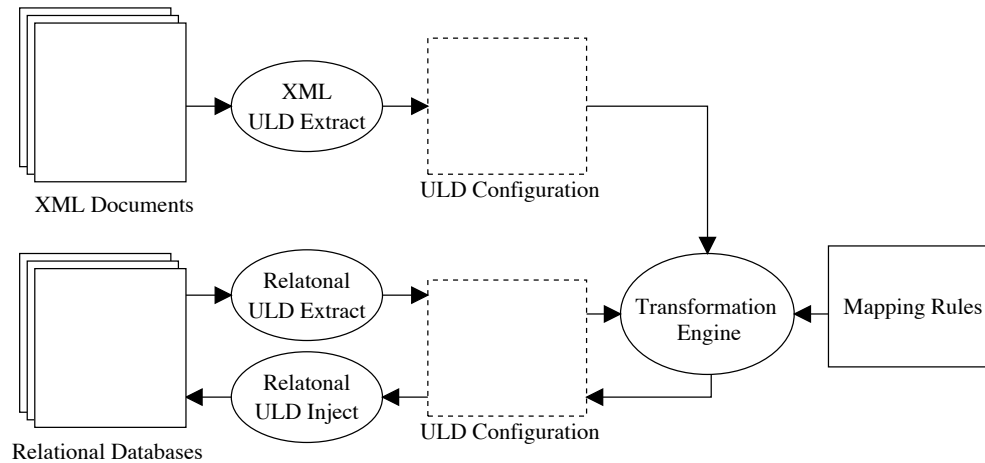 XML
ULD Extract
ULD Configuration
XML Documents
Relatonal
ULD Extract
Transformation
Engine
Mapping Rules
Relatonal
ULD Inject
ULD Configuration
Relational Databases